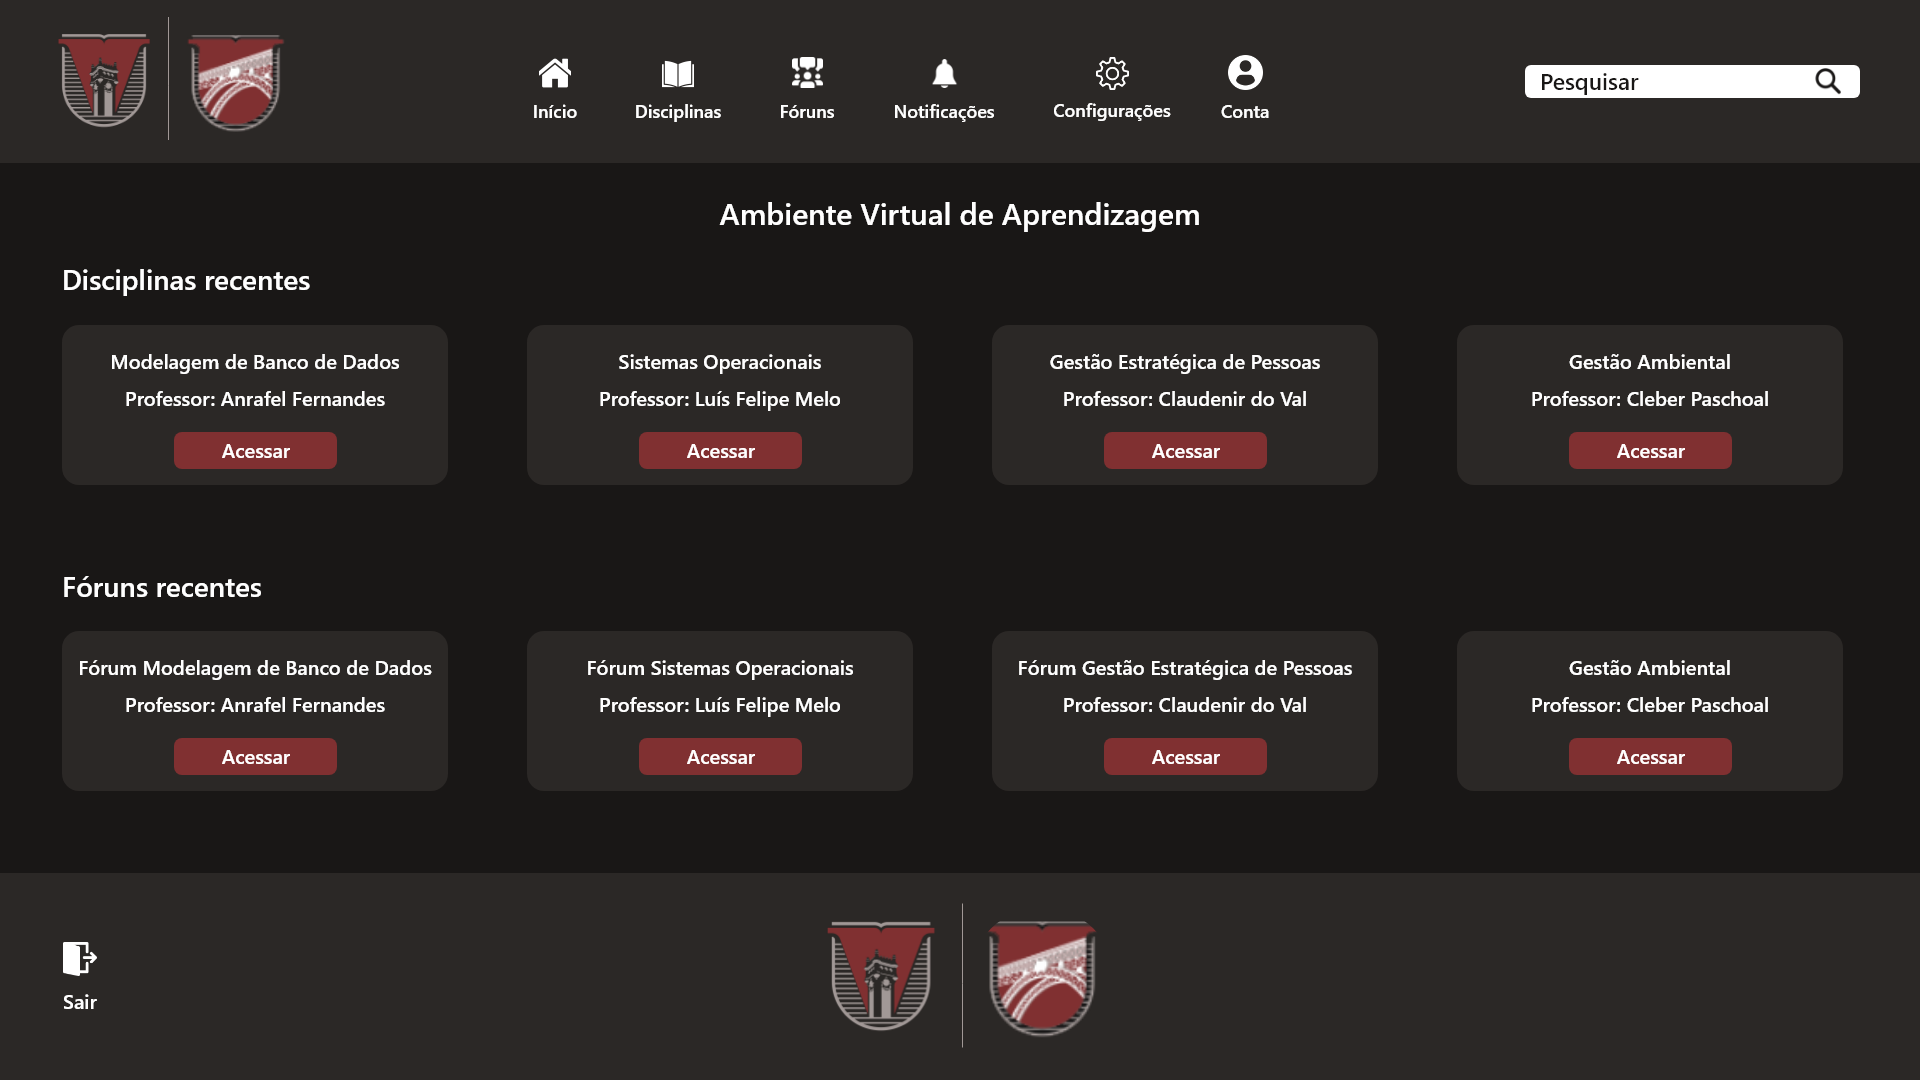 Início
Disciplinas
Fóruns
Notificações
Configurações
Conta
Pesquisar
Ambiente Virtual de Aprendizagem
Disciplinas recentes
Modelagem de Banco de Dados
Professor: Anrafel Fernandes
Acessar
Sistemas Operacionais
Professor: Luís Felipe Melo
Acessar
Gestão Estratégica de Pessoas
Professor: Claudenir do Val
Acessar
Gestão Ambiental
Professor: Cleber Paschoal
Acessar
Fóruns recentes
Fórum Modelagem de Banco de Dados
Professor: Anrafel Fernandes
Acessar
Fórum Sistemas Operacionais
Professor: Luís Felipe Melo
Acessar
Fórum Gestão Estratégica de Pessoas
Professor: Claudenir do Val
Acessar
Gestão Ambiental
Professor: Cleber Paschoal
Acessar
Sair